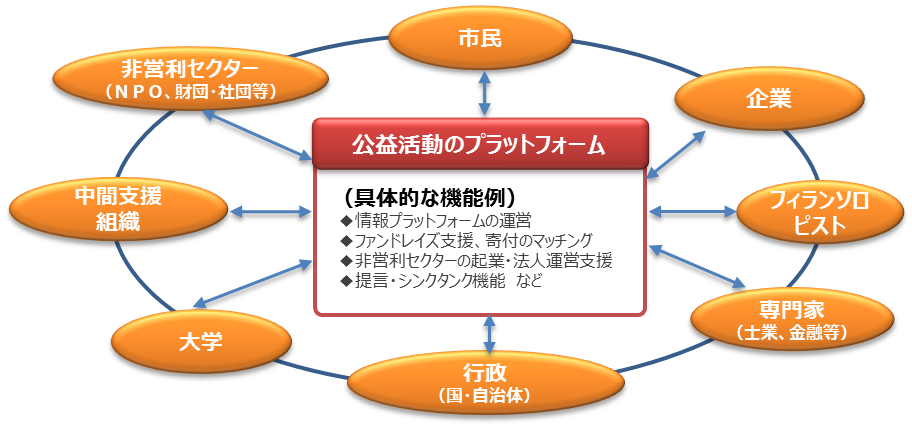 市民
非営利セクター
（ＮＰＯ、財団・社団等）
企業
公益活動のプラットフォーム
（具体的な機能例）
◆情報プラットフォームの運営
◆ファンドレイズ支援、寄付のマッチング
◆非営利セクターの起業・法人運営支援
◆提言・シンクタンク機能　など
中間支援
組織
フィランソロ
ピスト
大学
専門家
（士業、金融等）
行政
（国・自治体）